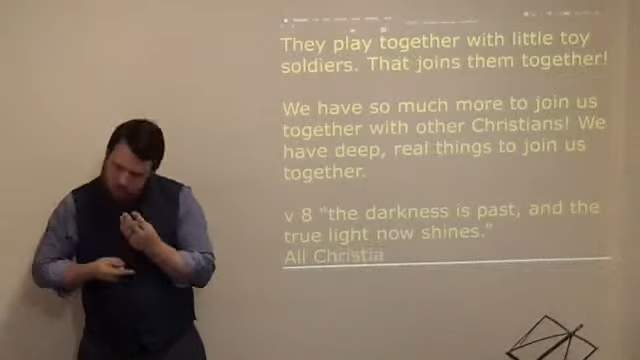 They play together with little toy
soldiers. That joins them together!
We have so much more to join us
together with other Christians! We
have deep, real things to join us
together.
v 8 "the darkness is past, and the
true light now shines."
All Christia